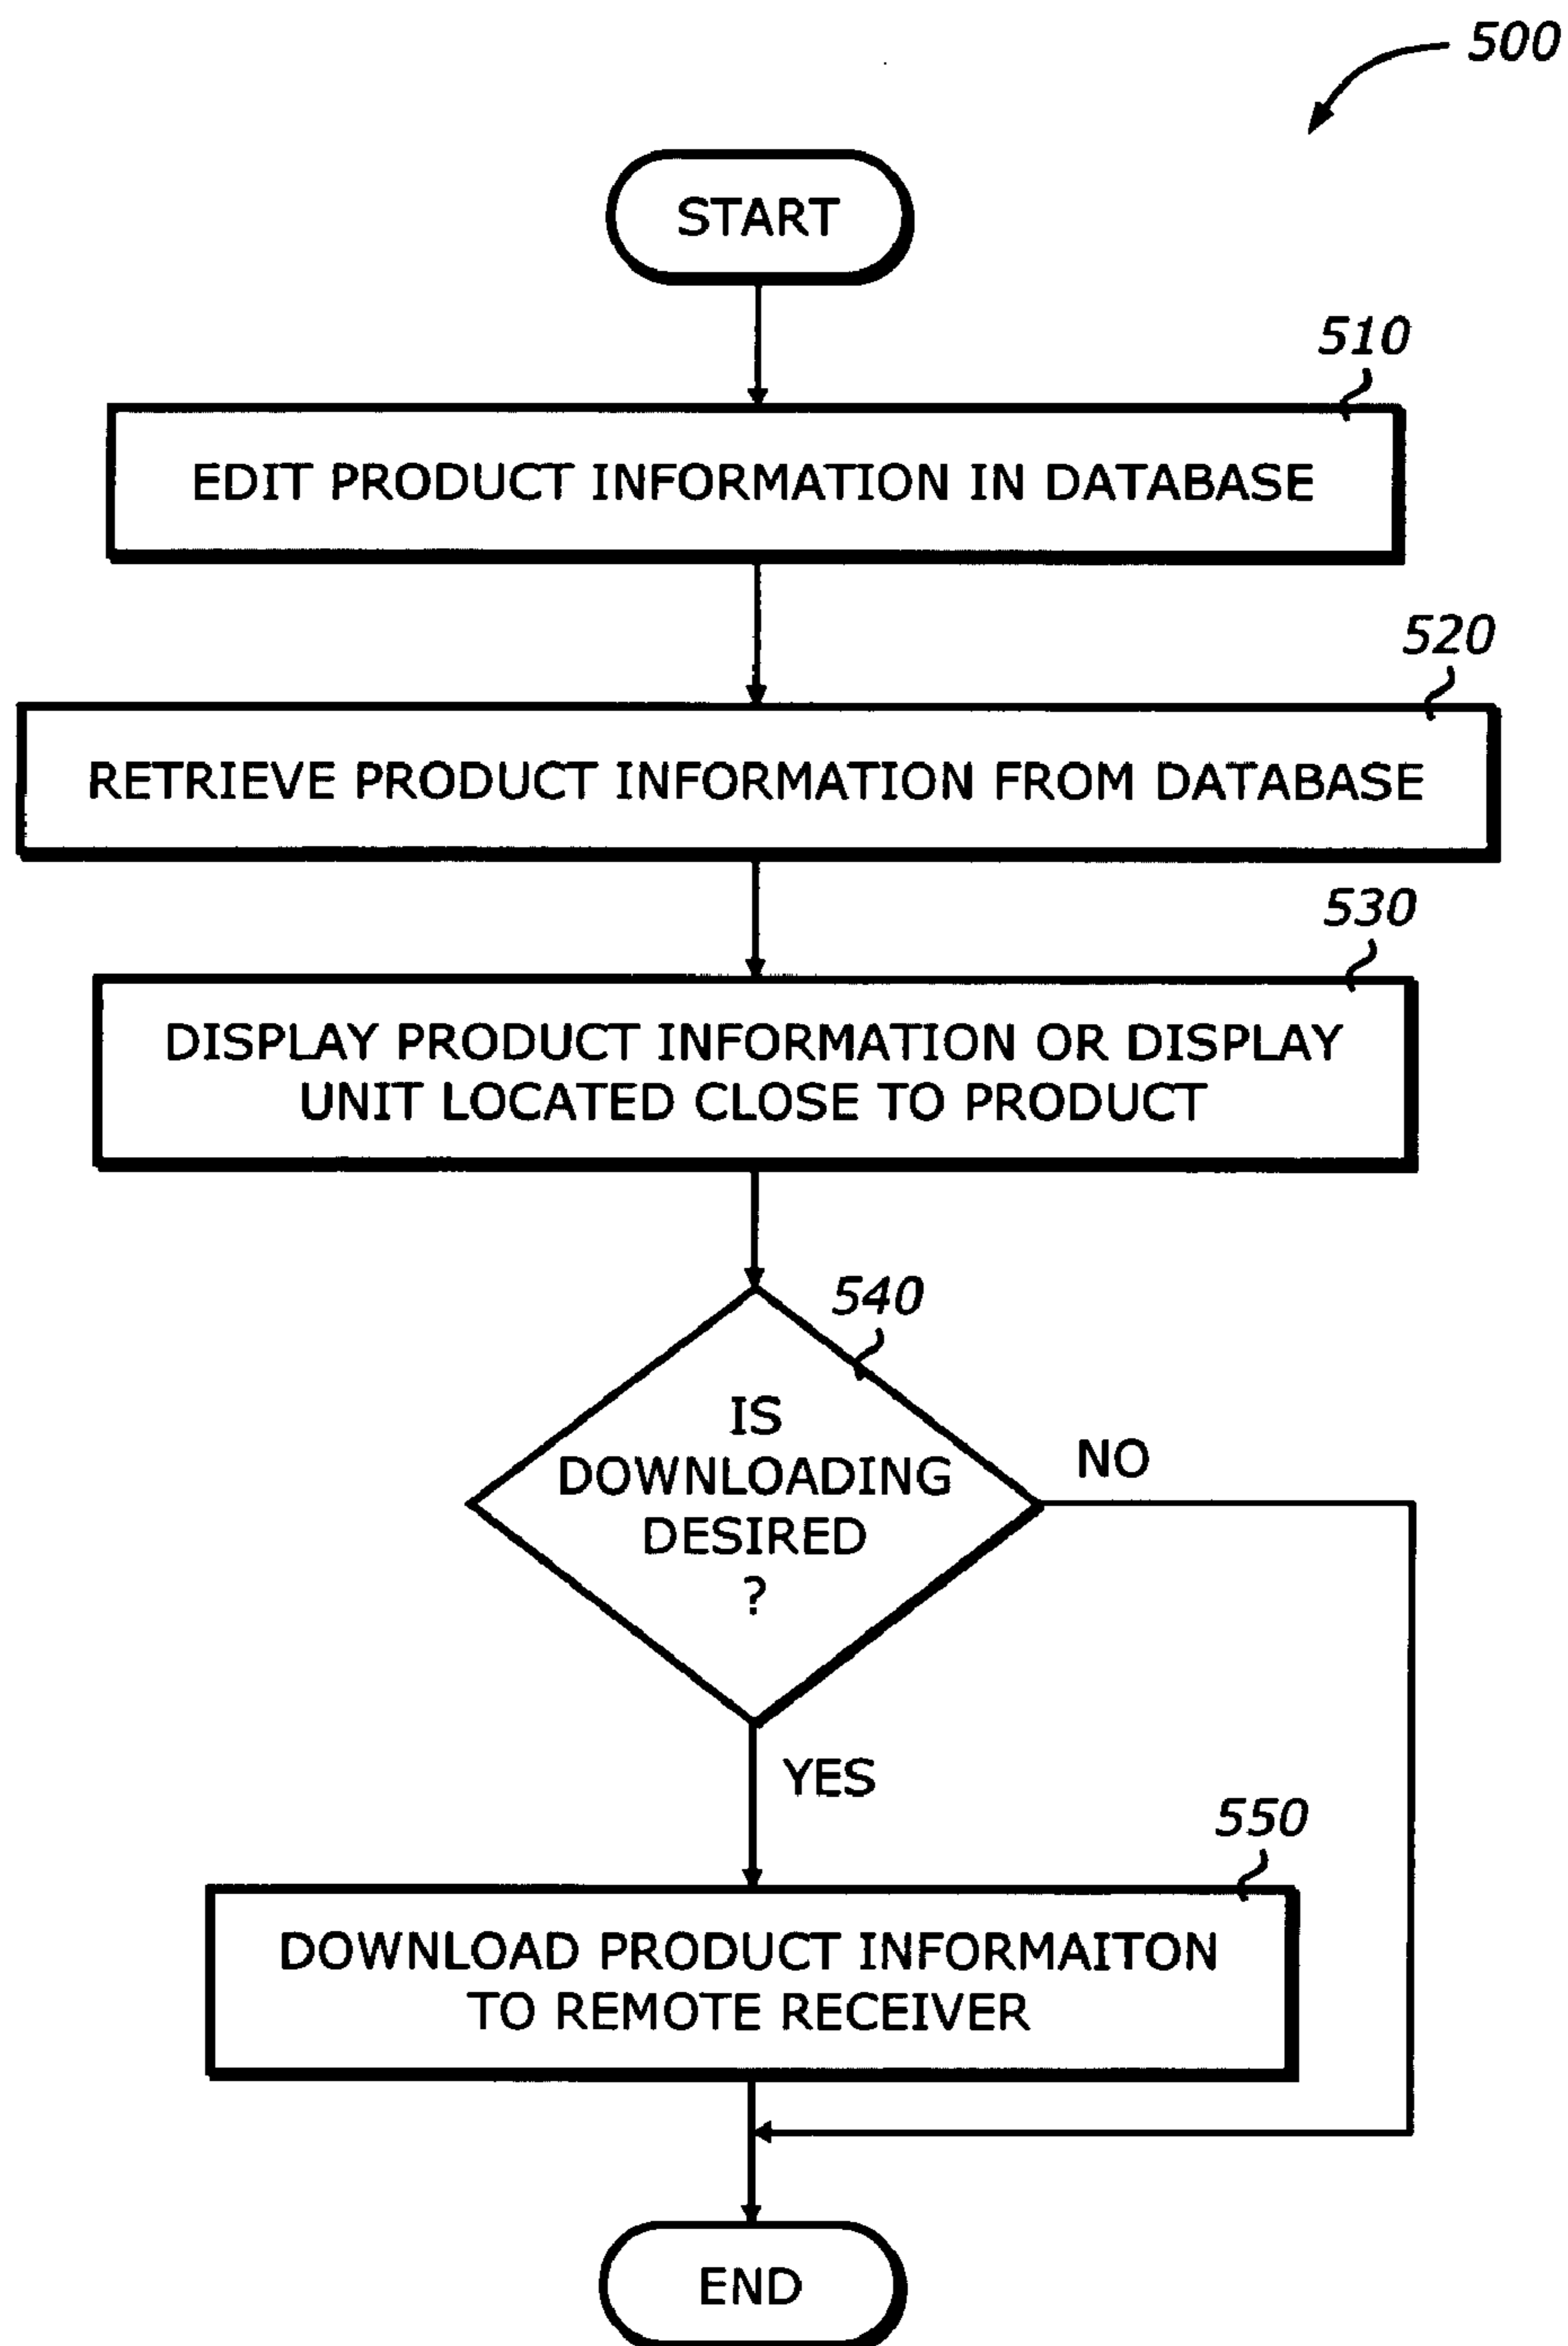 500
START
510
EDIT PRODUCT INFORMATION IN DATABASE
520
RETRIEVE PRODUCT INFORMATION FROM DATABASE
530
DISPLAY PRODUCT INFORMATION OR DISPLAY
UNIT LOCATED CLOSE TO PRODUCT
540
IS
DOWNLOADING
DESIRED
?
NO
YES
550
DOWNLOAD PRODUCT INFORMAITON
TO REMOTE RECEIVER
END